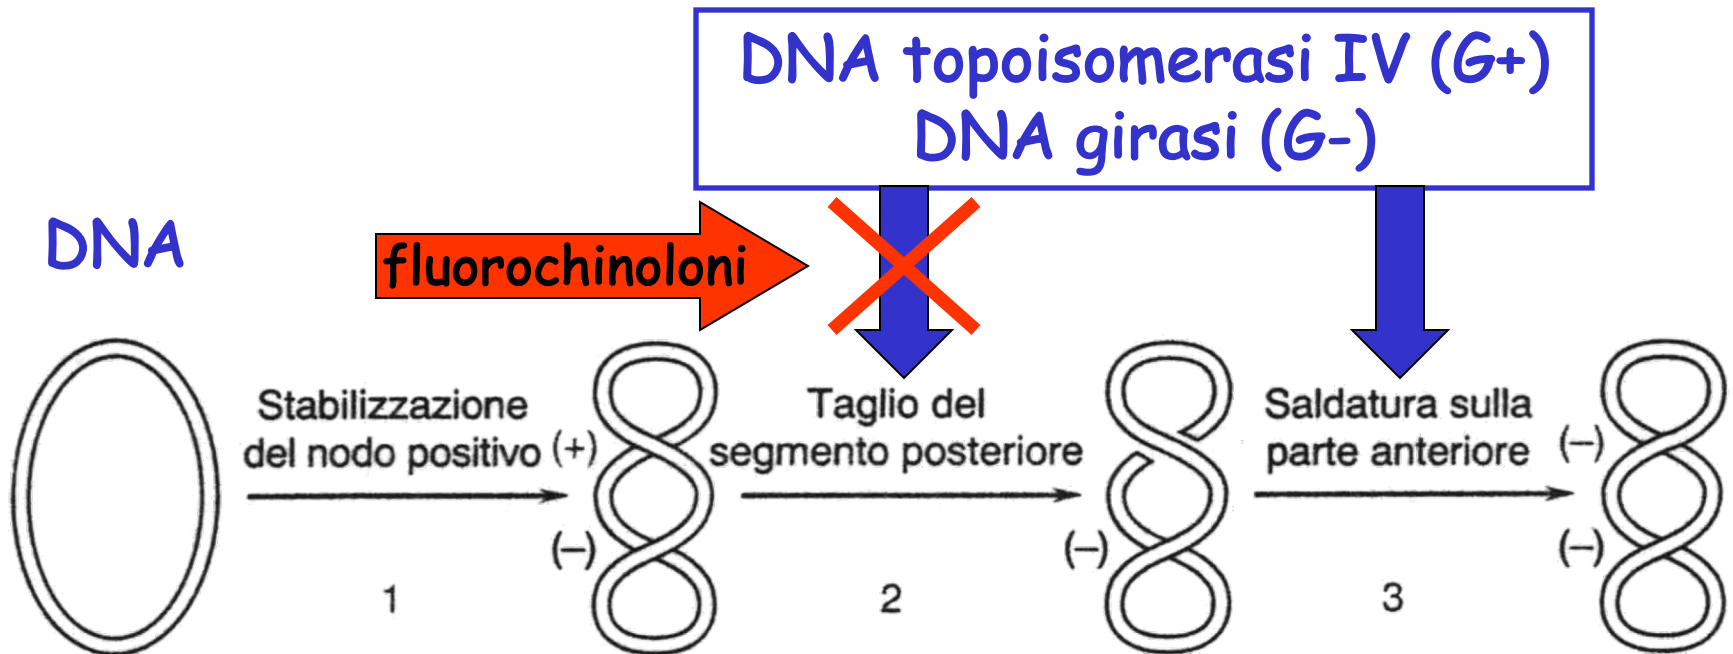 DNA topoisomerasi IV (G+)
DNA girasi (G-)
DNA
fluorochinoloni
Stabilizzazione
del nodo positivo
(+)
(–)
1
Taglio del
segmento posteriore
(–)
2
Saldatura sulla
parte anteriore
(–)
(–)
3